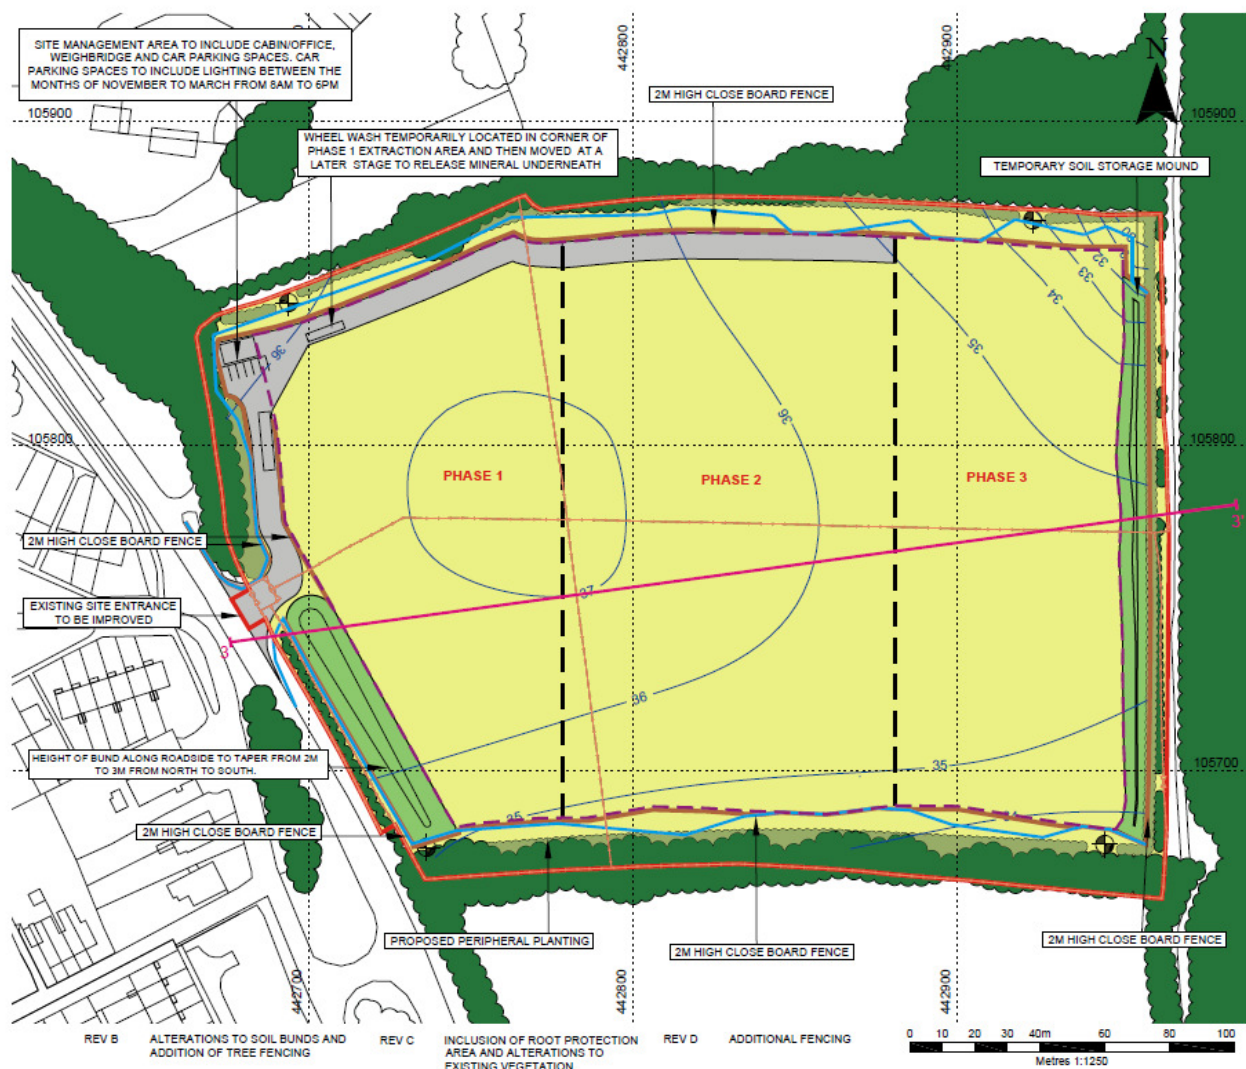 SITE MANAGEMENT AREA TO INCLUDE CABIN/OFFICE,
WEIGHBRIDGE AND CAR PARKING SPACES. CAR
PARKING SPACES TO INCLUDE LIGHTING BETWEEN THE
MONTHS OF NOVEMBER TO MARCH FROM 8AM TO 6PM
442800
442900
N
2M HIGH CLOSE BOARD FENCE
105900
105900
WHEEL WASH TEMPORARILY LOCATED IN CORNER OF
PHASE 1 EXTRACTION AREA AND THEN MOVED AT A
LATER STAGE TO RELEASE MINERAL UNDERNEATH
TEMPORARY SOIL STORAGE MOUND
32
33
34
35
36
36
105800
105800
PHASE 1
PHASE 2
PHASE 3
3'
2M HIGH CLOSE BOARD FENCE
37
EXISTING SITE ENTRANCE
TO BE IMPROVED
3
36
HEIGHT OF BUND ALONG ROADSIDE TO TAPER FROM 2M
TO 3M FROM NORTH TO SOUTH.
35
105700
35
2M HIGH CLOSE BOARD FENCE
PROPOSED PERIPHERAL PLANTING
2M HIGH CLOSE BOARD FENCE
2M HIGH CLOSE BOARD FENCE
442700
442800
442900
REV B ALTERATIONS TO SOIL BUNDS AND
ADDITION OF TREE FENCING
REV C INCLUSION OF ROOT PROTECTION
AREA AND ALTERATIONS TO
EXISTING VEGETATION
REV D ADDITIONAL FENCING
0 10 20 30 40m 60 80 100
Metres 1:1250